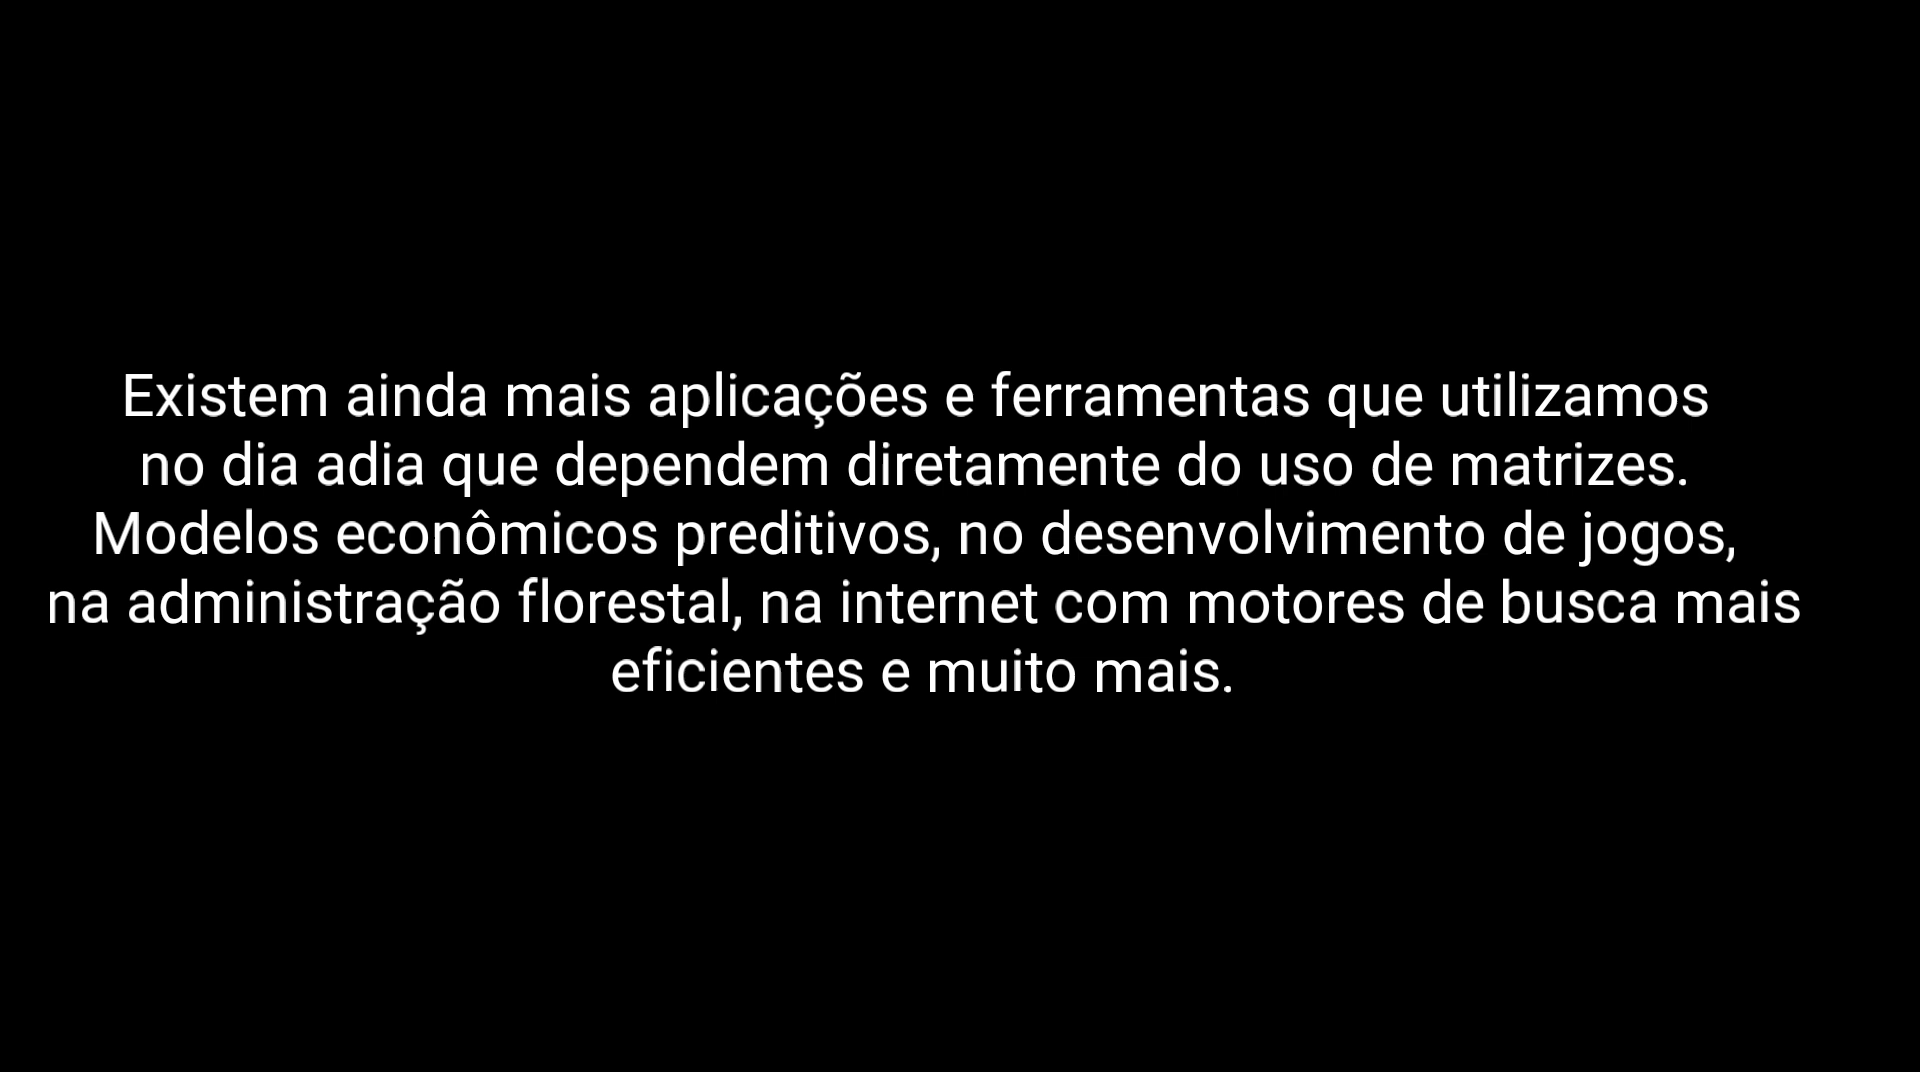 Existem ainda mais aplicações e ferramentas que utilizamos
no dia adia que dependem diretamente do uso de matrizes.
Modelos econômicos preditivos, no desenvolvimento de jogos,
na administração florestal, na internet com motores de busca mais
eficientes e muito mais.